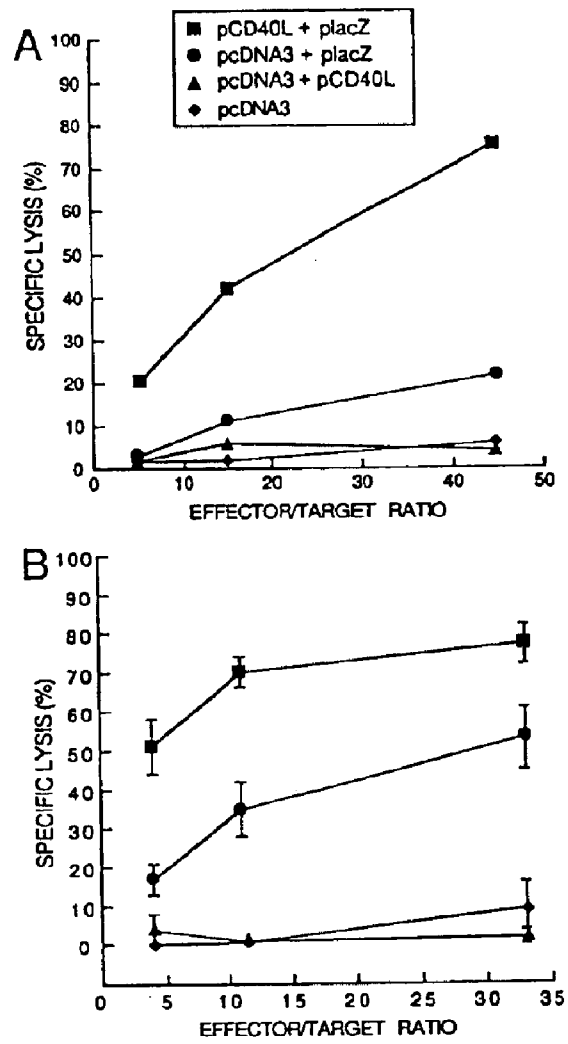 A
pCD40L + placZ
pcDNA3 + placZ
pcDNA3 + pCD40L
pcDNA3
100
90
80
70
60
50
40
30
20
10
0
SPECIFIC LYSIS (%)
0 10 20 30 40 50
EFFECTOR/TARGET RATIO
B
100
90
80
70
60
50
40
30
20
10
0
SPECIFIC LYSIS (%)
0 5 10 15 20 25 30 35
EFFECTOR/TARGET RATIO